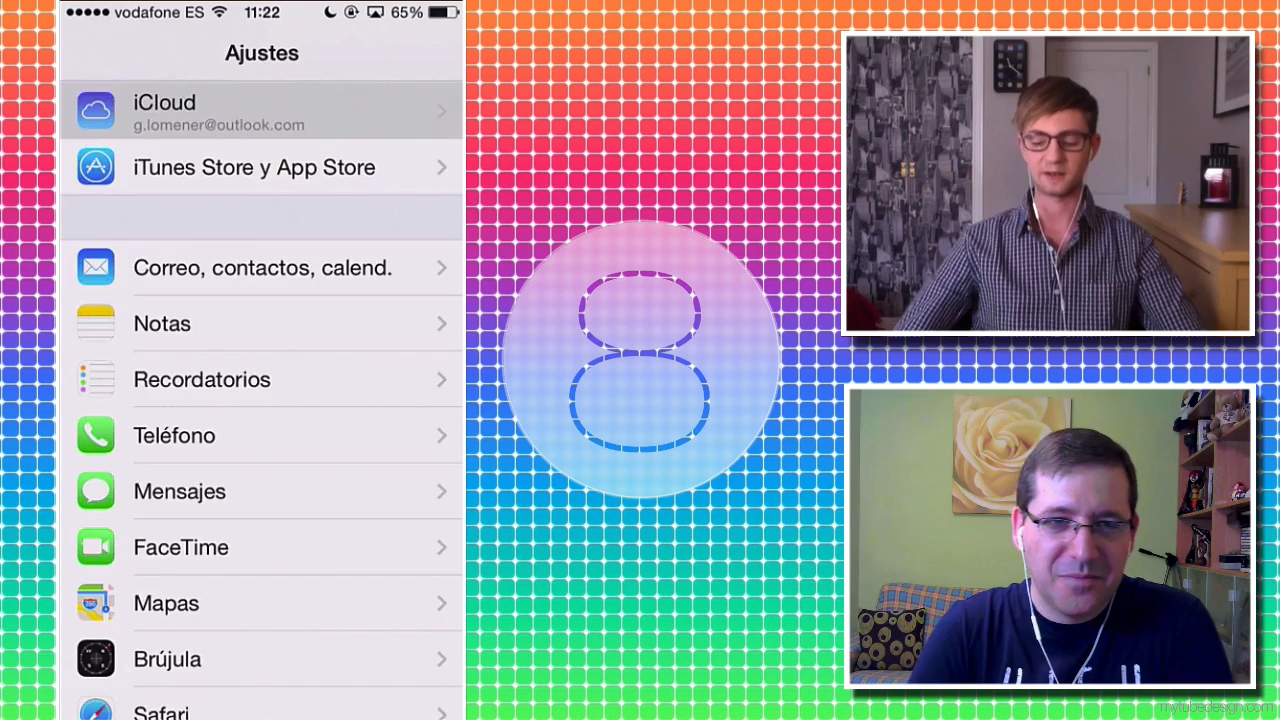 vodafone ES 11:22 65%
Ajustes
iCloud
g.lomener@outlook.com
iTunes Store y App Store
Correo, contactos, calend.
Notas
Recordatorios
Teléfono
Mensajes
FaceTime
Mapas
Brújula
Safari
8
mytubedesign.com